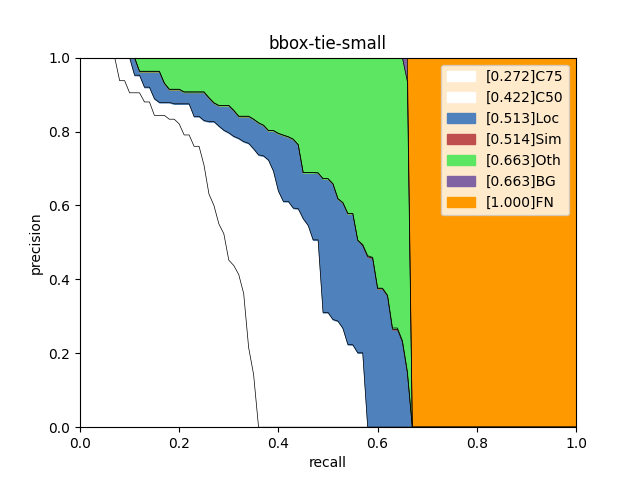 bbox-tie-small
1.0
0.8
0.6
0.4
0.2
0.0
precision
[0.272]C75
[0.422]C50
[0.513]Loc
[0.514]Sim
[0.663]Oth
[0.663]BG
[1.000]FN
0.0 0.2 0.4 0.6 0.8 1.0
recall